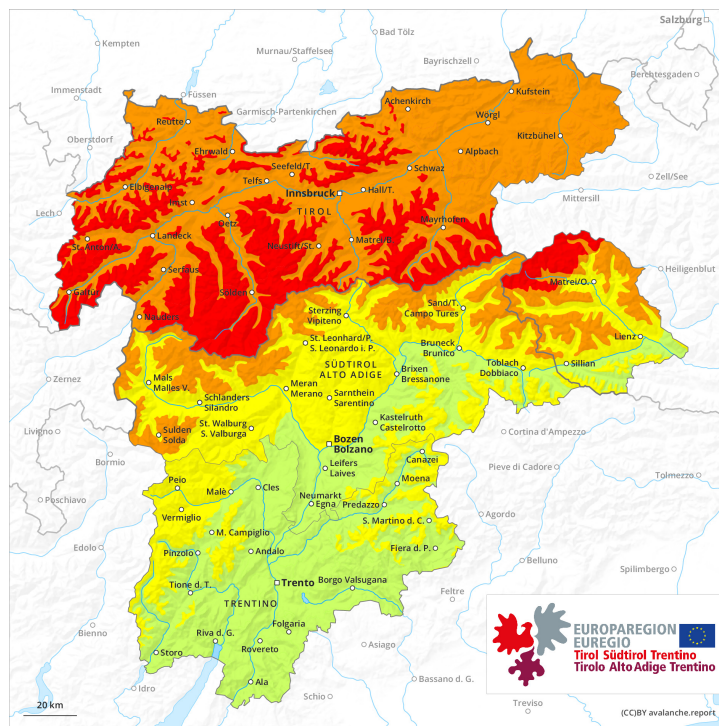 Salzburg
Kempten
Bad Tölz
Murnau/Staffelsee
Bayrischzell
Berchtesgaden
Immenstadt
Füssen
Kufstein
Achenkirch
Garmisch-Partenkirchen
Reutte
Wörgl
Kitzbühel
Oberstdorf
Ehrwald
Alpbach
Seefeld/T.
Schwaz
Zell/See
Telfs
Elbigenalp
Innsbruck
Hall/T.
Mittersill
Imst
TIROL
Lech
Oetz
Mayrhofen
St. Anton/A.
Landeck
Neustift/St.
Matrei/B.
Heiligenblut
Serfaus
Matrei/O.
Galtür
Sölden
Nauders
Sterzing
Vipiteno
Sand/T.
Campo Tures
Lienz
St. Leonhard/P.
S. Leonardo i. P.
Bruneck
Brunico
Sillian
SÜDTIROL
ALTO ADIGE
Toblach
Dobbiaco
Zernez
Mals
Malles V.
Meran
Merano
Brixen
Bressanone
Schlanders
Silandro
Sarnthein
Sarentino
St. Walburg
S. Valburga
Kastelruth
Castelrotto
Livigno
Sulden
Solda
Bozen
Bolzano
Cortina d'Ampezzo
Bormio
Leifers
Laives
Canazei
Pieve di Cadore
Tolmezzo
Peio
Malè
Cles
Moena
Poschiavo
Neumarkt
Egna
Predazzo
Vermiglio
Agordo
M. Campiglio
S. Martino d. C.
Edolo
Pinzolo
Andalo
Fiera d. P.
Belluno
Spilimbergo
Tione d. T.
Trento
Borgo Valsugana
Feltre
TRENTINO
Folgaria
Bienno
Riva d. G.
Storo
Rovereto
Asiago
Ala
Bassano d. G.
Idro
Schio
Treviso
EUROPAREGION
EUREGIO
Tirol Südtirol Trentino
Tirolo Alto Adige Trentino
20 km
(CC)BY avalanche.report